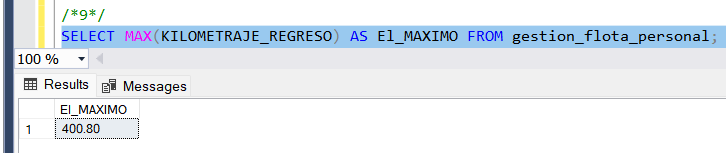 /*9*/
SELECT MAX(KILOMETRAJE_REGRESO) AS El_MAXIMO FROM gestion_flota_personal;
100 %
Results Messages
El_MAXIMO
1 400.80